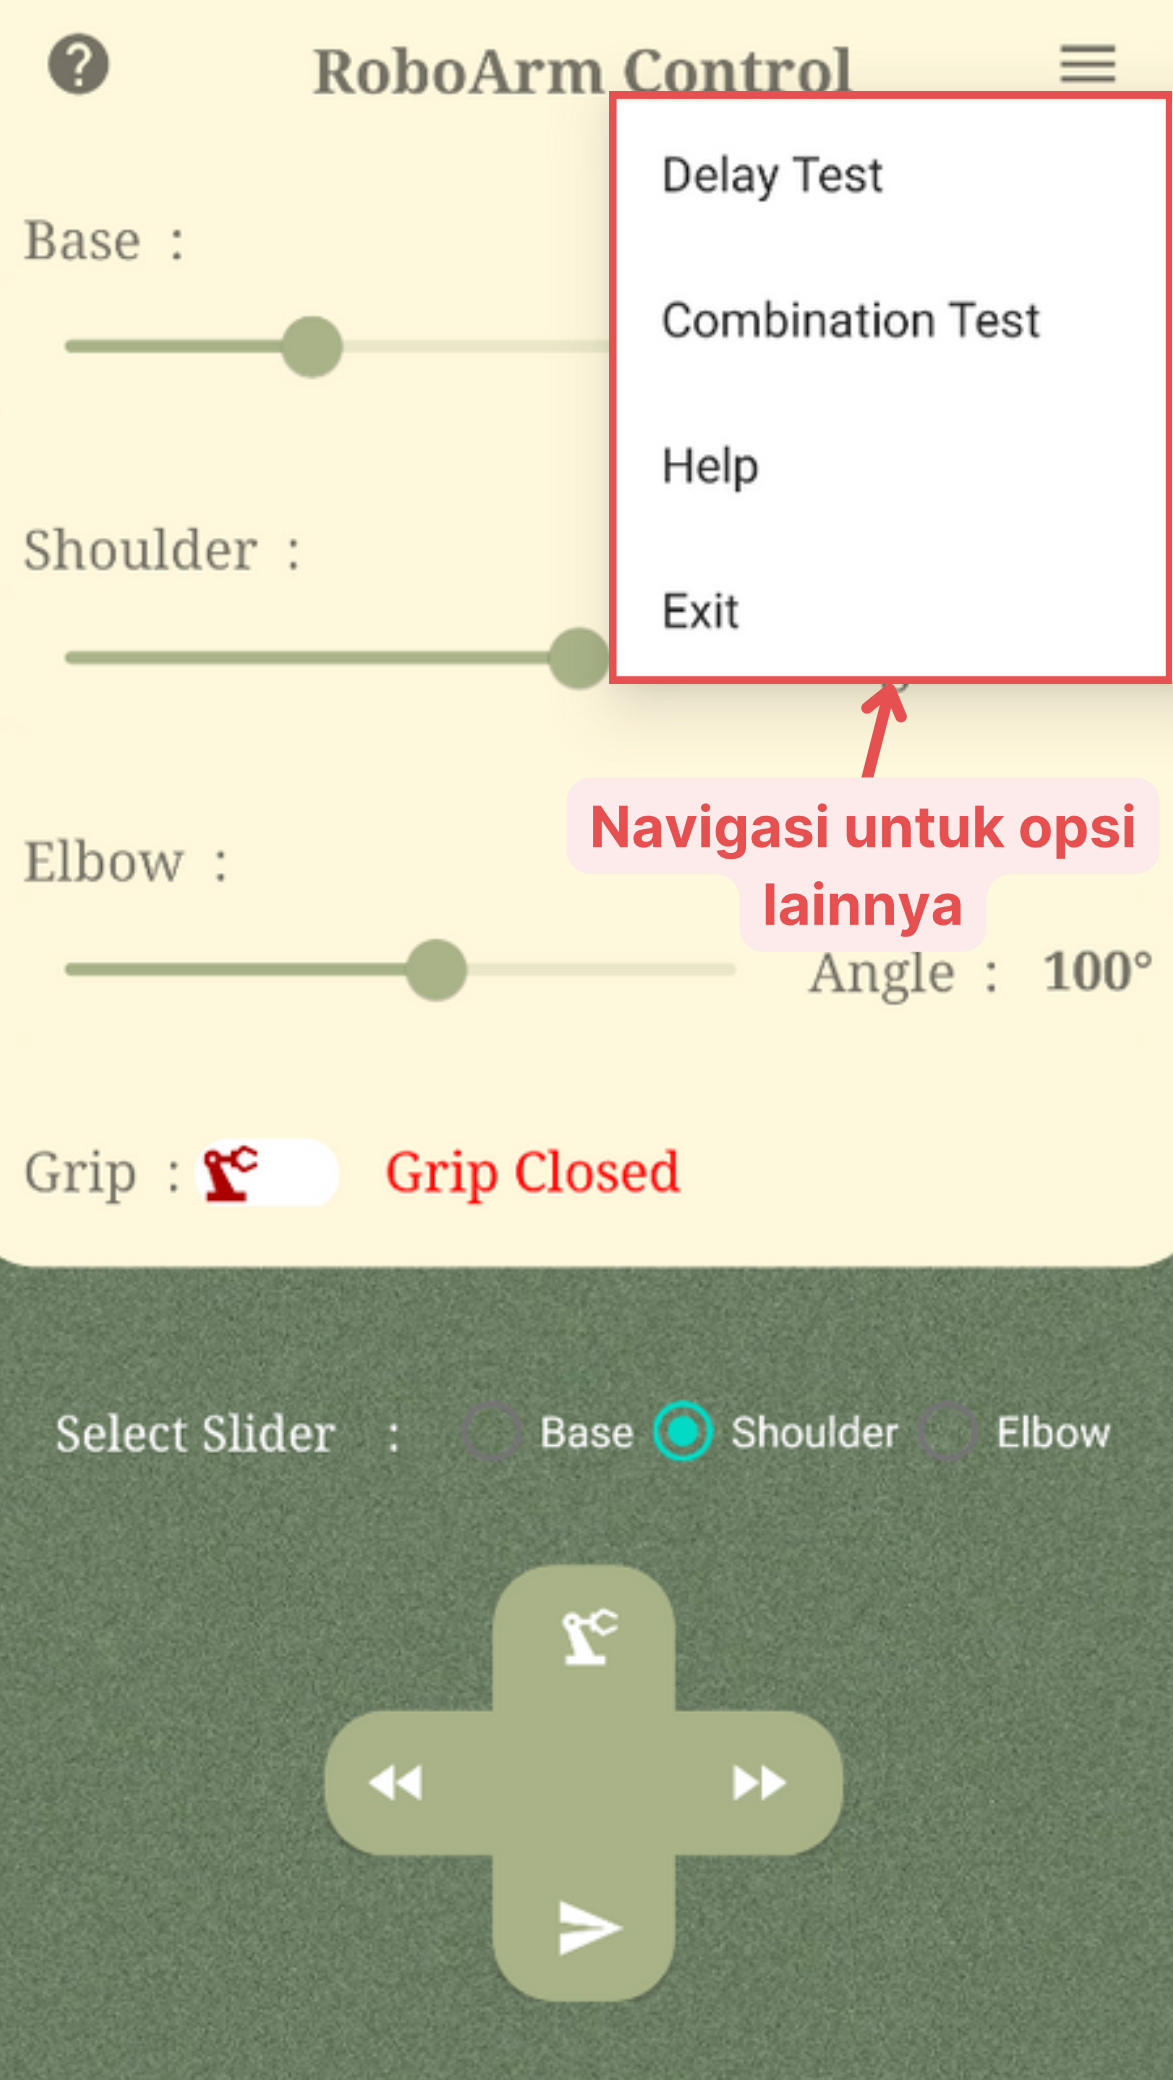 RoboArm Control
Delay Test
Base :
Combination Test
Help
Shoulder :
Exit
Navigasi untuk opsi
lainnya
Elbow :
Angle : 100°
Grip : Grip Closed
Select Slider : Base Shoulder Elbow